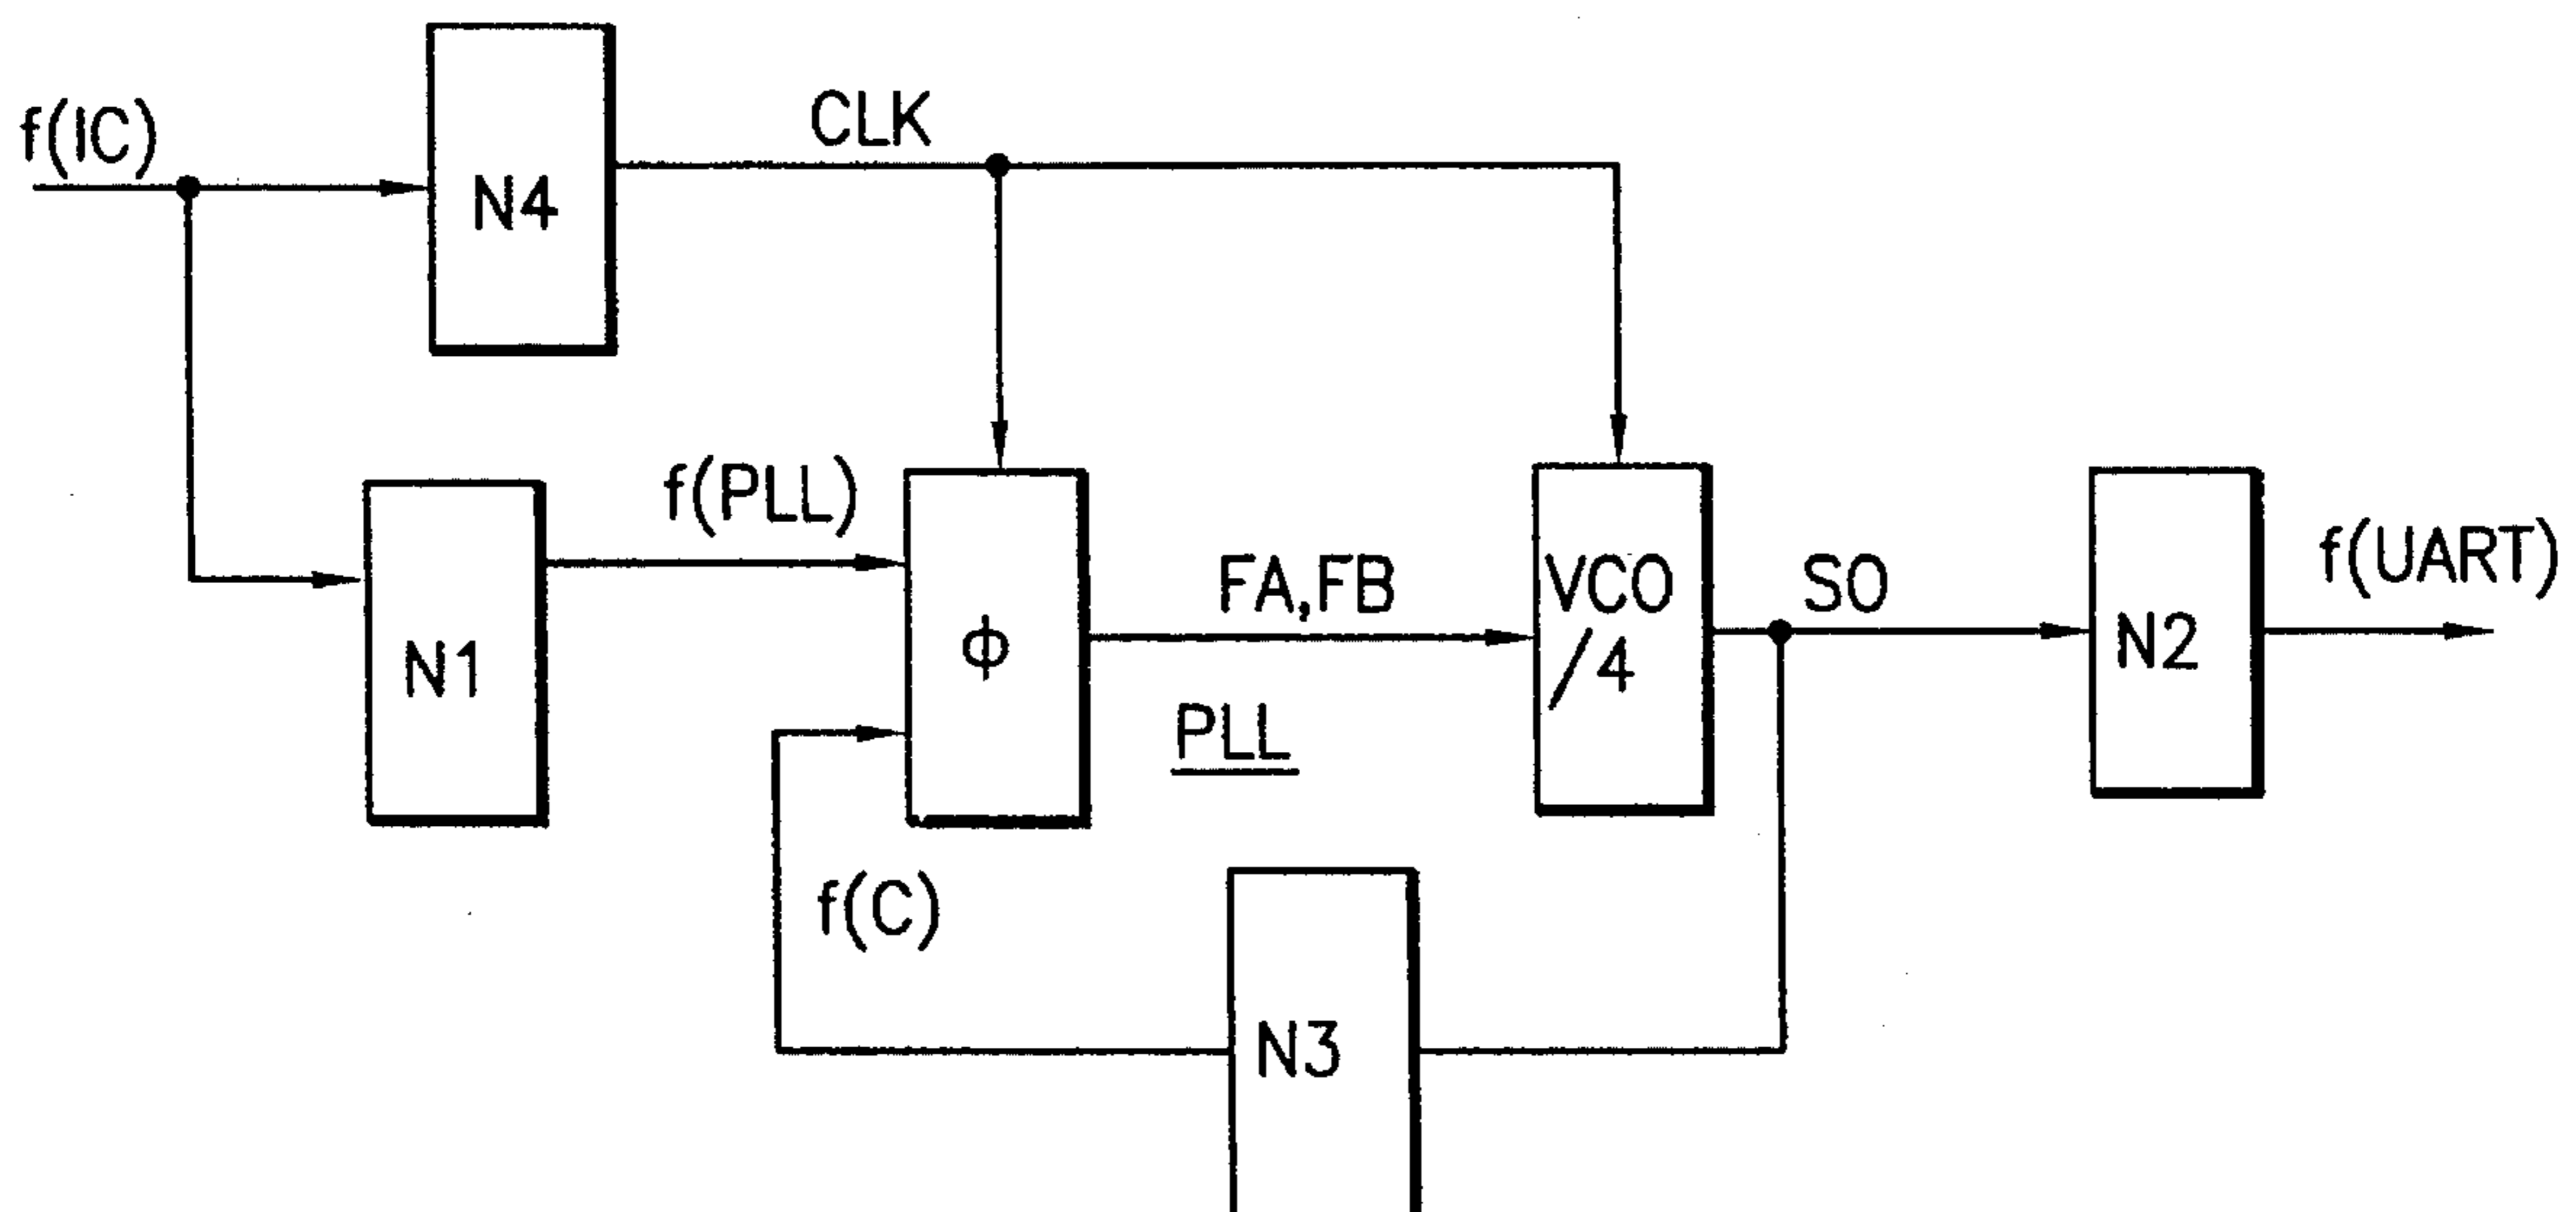 f(IC)
N4
CLK
N1
f(PLL)
ϕ
FA,FB
PLL
VCO
/4
SO
N2
f(UART)
f(C)
N3